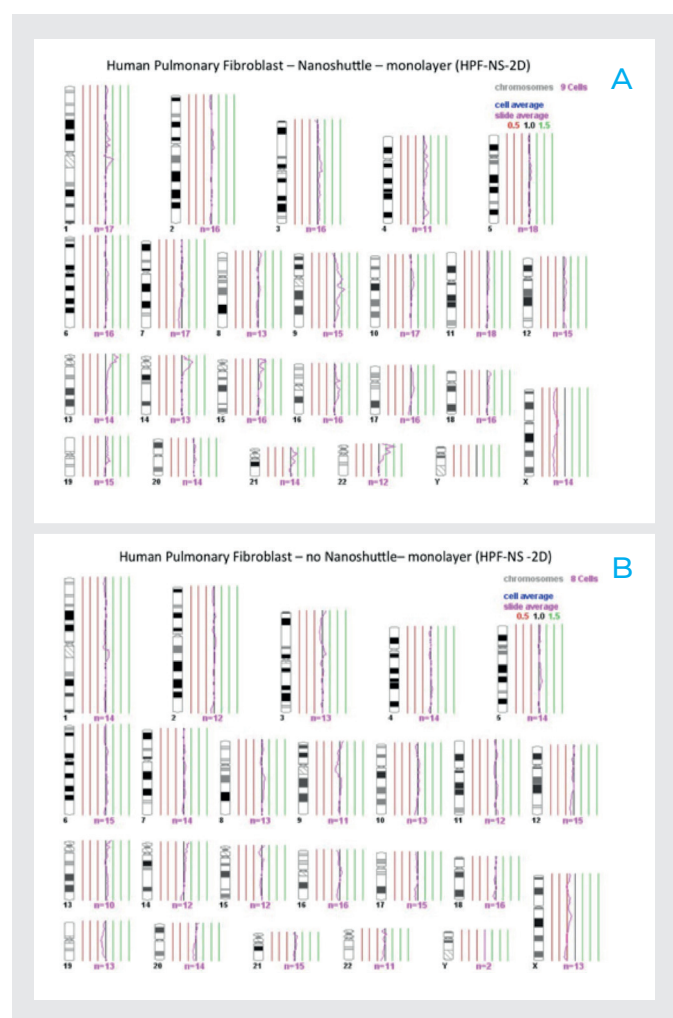 Human Pulmonary Fibroblast – Nanoshuttle – monolayer (HPF-NS-2D)
A
chromosomes 9 Cells
cell average
slide average
0.5 1.0 1.5
1 n=17 2 n=16 3 n=16 4 n=11 5 n=18
6 n=16 7 n=17 8 n=13 9 n=15 10 n=17 11 n=18 12 n=15
13 n=14 14 n=13 15 n=16 16 n=16 17 n=16 18 n=16
19 n=15 20 n=14 21 n=14 22 n=12 Y X n=14
Human Pulmonary Fibroblast – no Nanoshuttle– monolayer (HPF-NS -2D)
B
chromosomes 8 Cells
cell average
slide average
0.5 1.0 1.5
1 n=14 2 n=12 3 n=13 4 n=14 5 n=14
6 n=15 7 n=14 8 n=13 9 n=11 10 n=13 11 n=12 12 n=15
13 n=10 14 n=12 15 n=12 16 n=16 17 n=15 18 n=16
19 n=13 20 n=14 21 n=15 22 n=11 Y n=2 X n=13